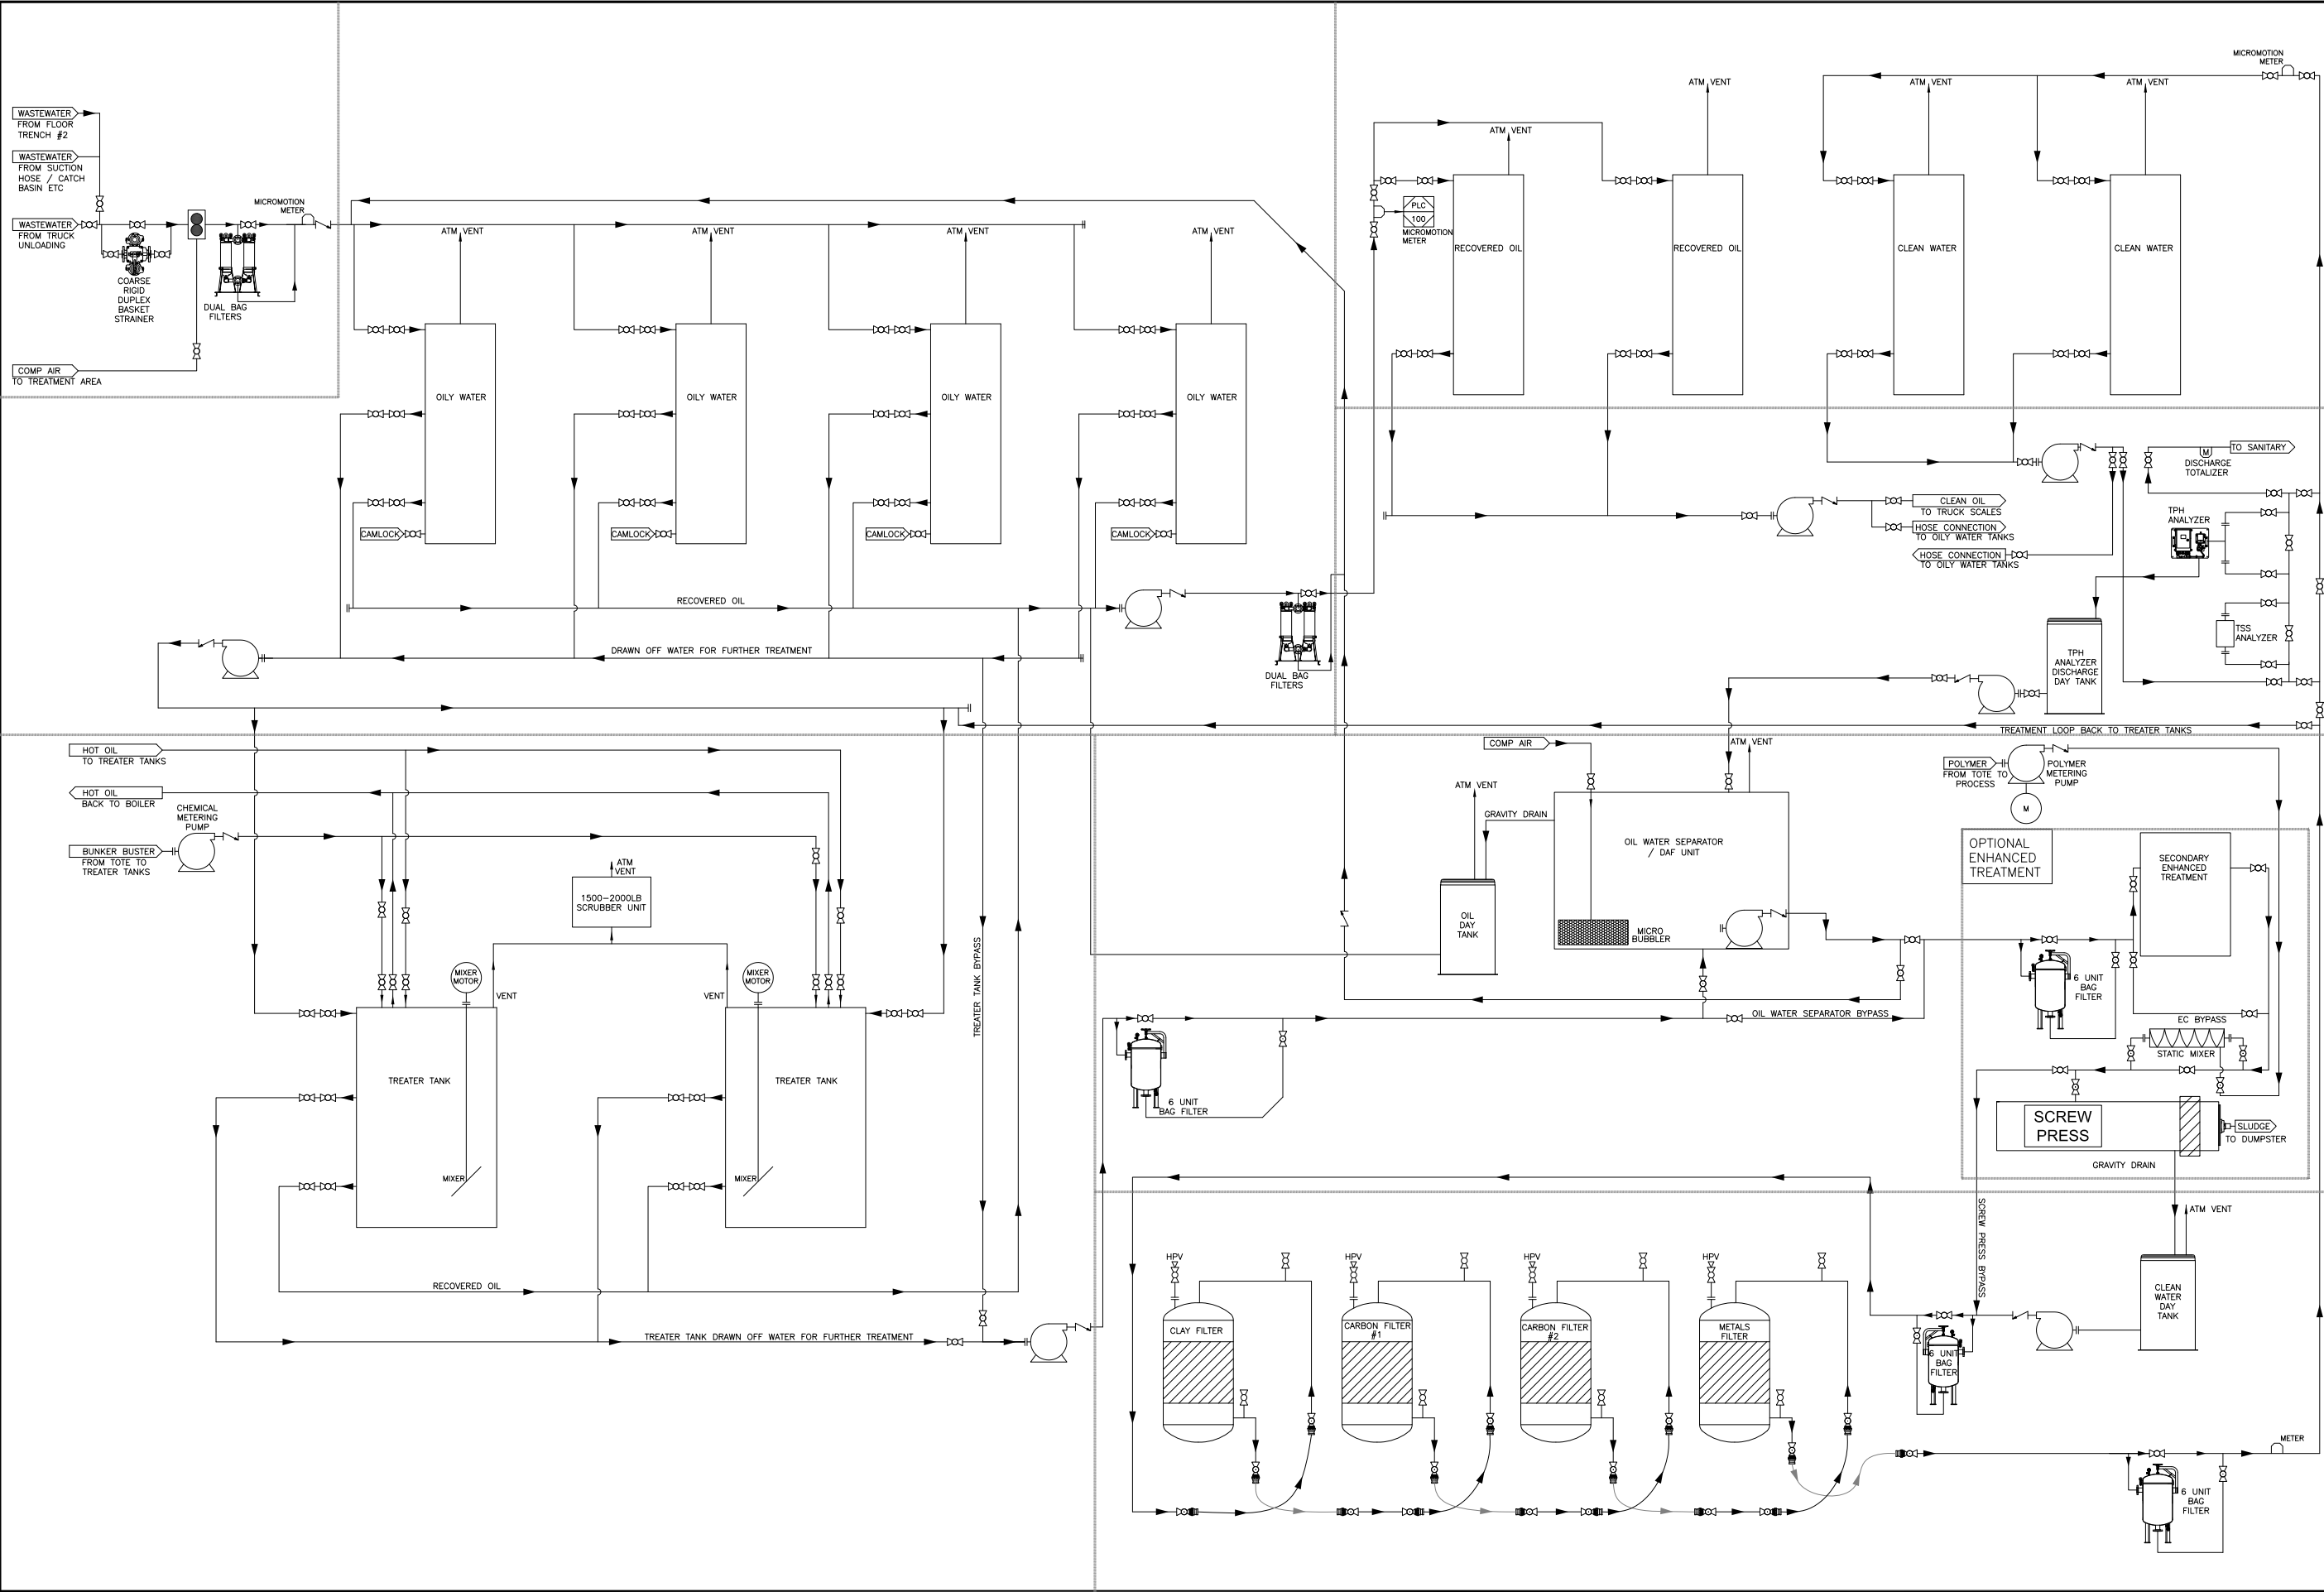 WASTEWATER
FROM FLOOR
TRENCH #2
WASTEWATER
FROM SUCTION
HOSE / CATCH
BASIN ETC
WASTEWATER
FROM TRUCK
UNLOADING
COARSE
RIGID
DUPLEX
BASKET
STRAINER
DUAL BAG
FILTERS
MICROMOTION
METER
COMP AIR
TO TREATMENT AREA
ATM VENT
ATM VENT
ATM VENT
ATM VENT
OILY WATER
OILY WATER
OILY WATER
OILY WATER
CAMLOCK
CAMLOCK
CAMLOCK
CAMLOCK
RECOVERED OIL
DRAWN OFF WATER FOR FURTHER TREATMENT
DUAL BAG
FILTERS
MICROMOTION
METER
ATM VENT
ATM VENT
ATM VENT
ATM VENT
PLC
100
MICROMOTION
METER
RECOVERED OIL
RECOVERED OIL
CLEAN WATER
CLEAN WATER
TO SANITARY
M
DISCHARGE
TOTALIZER
CLEAN OIL
TO TRUCK SCALES
HOSE CONNECTION
TO OILY WATER TANKS
HOSE CONNECTION
TO OILY WATER TANKS
TPH
ANALYZER
TSS
ANALYZER
TPH
ANALYZER
DISCHARGE
DAY TANK
TREATMENT LOOP BACK TO TREATER TANKS
HOT OIL
TO TREATER TANKS
HOT OIL
BACK TO BOILER
CHEMICAL
METERING
PUMP
BUNKER BUSTER
FROM TOTE TO
TREATER TANKS
ATM
VENT
1500-2000LB
SCRUBBER UNIT
MIXER
MOTOR
VENT
VENT
MIXER
MOTOR
TREATER TANK
TREATER TANK
MIXER
MIXER
TREATER TANK BYPASS
RECOVERED OIL
TREATER TANK DRAWN OFF WATER FOR FURTHER TREATMENT
COMP AIR
ATM VENT
ATM VENT
GRAVITY DRAIN
OIL WATER SEPARATOR
/ DAF UNIT
OIL
DAY
TANK
MICRO
BUBBLER
OIL WATER SEPARATOR BYPASS
6 UNIT
BAG FILTER
POLYMER
FROM TOTE TO
PROCESS
POLYMER
METERING
PUMP
M
OPTIONAL
ENHANCED
TREATMENT
SECONDARY
ENHANCED
TREATMENT
6 UNIT
BAG
FILTER
EC BYPASS
STATIC MIXER
SCREW
PRESS
SLUDGE
TO DUMPSTER
GRAVITY DRAIN
SCREW PRESS BYPASS
ATM VENT
CLEAN
WATER
DAY
TANK
6 UNIT
BAG
FILTER
HPV
HPV
HPV
HPV
CLAY FILTER
CARBON FILTER
#1
CARBON FILTER
#2
METALS
FILTER
METER
6 UNIT
BAG
FILTER